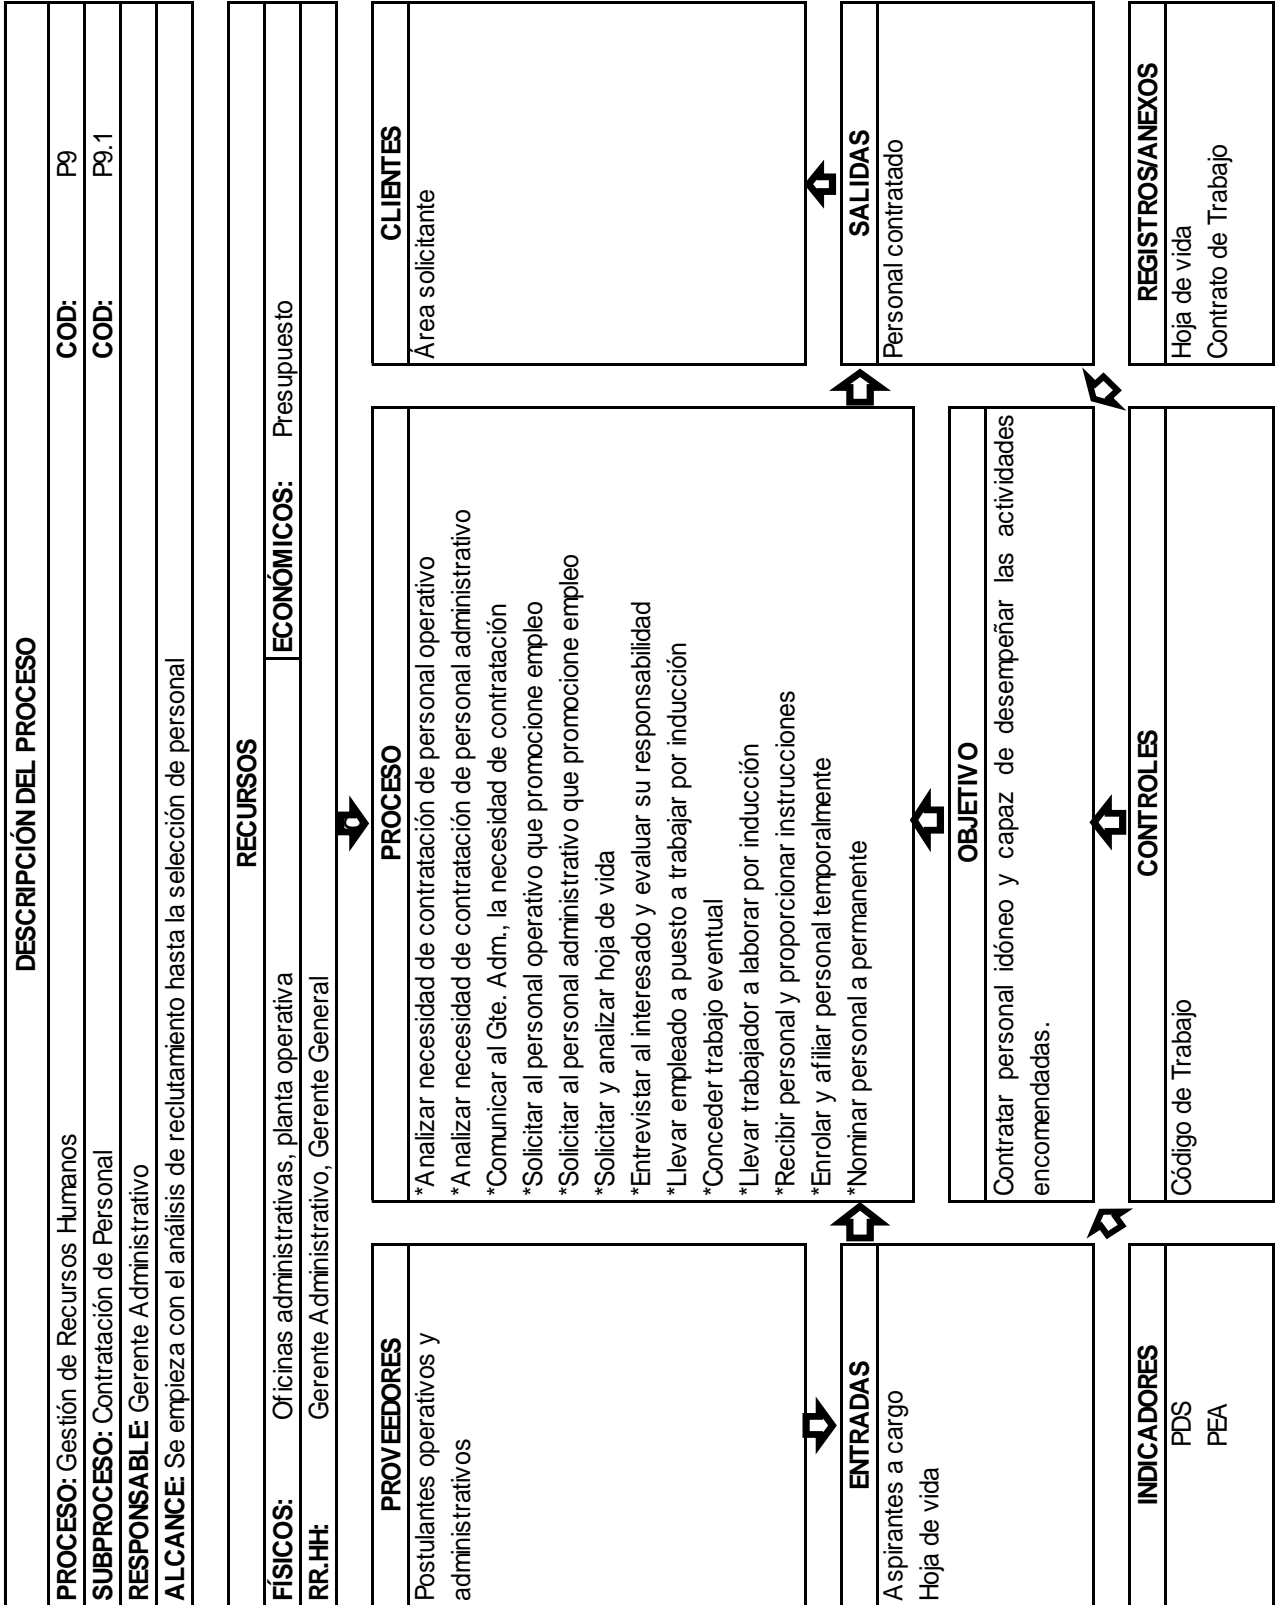 DESCRIPCIÓN DEL PROCESO
PROCESO: Gestión de Recursos Humanos COD: P9
SUBPROCESO: Contratación de Personal COD: P9.1
RESPONSABLE: Gerente Administrativo
ALCANCE: Se empieza con el análisis de reclutamiento hasta la selección de personal
RECURSOS
FÍSICOS: Oficinas administrativas, planta operativa ECONÓMICOS: Presupuesto
RR.HH: Gerente Administrativo, Gerente General
PROVEEDORES
Postulantes operativos y
administrativos
PROCESO
*Analizar necesidad de contratación de personal operativo
*Analizar necesidad de contratación de personal administrativo
*Comunicar al Gte. Adm., la necesidad de contratación
*Solicitar al personal operativo que promocione empleo
*Solicitar al personal administrativo que promocione empleo
*Solicitar y analizar hoja de vida
*Entrevistar al interesado y evaluar su responsabilidad
*Llevar empleado a puesto a trabajar por inducción
*Conceder trabajo eventual
*Llevar trabajador a laborar por inducción
*Recibir personal y proporcionar instrucciones
*Enrolar y afiliar personal temporalmente
*Nominar personal a permanente
CLIENTES
Área solicitante
ENTRADAS
Aspirantes a cargo
Hoja de vida
OBJETIVO
Contratar personal idóneo y capaz de desempeñar las actividades
encomendadas.
SALIDAS
Personal contratado
INDICADORES
PDS
PEA
CONTROLES
Código de Trabajo
REGISTROS/ANEXOS
Hoja de vida
Contrato de Trabajo